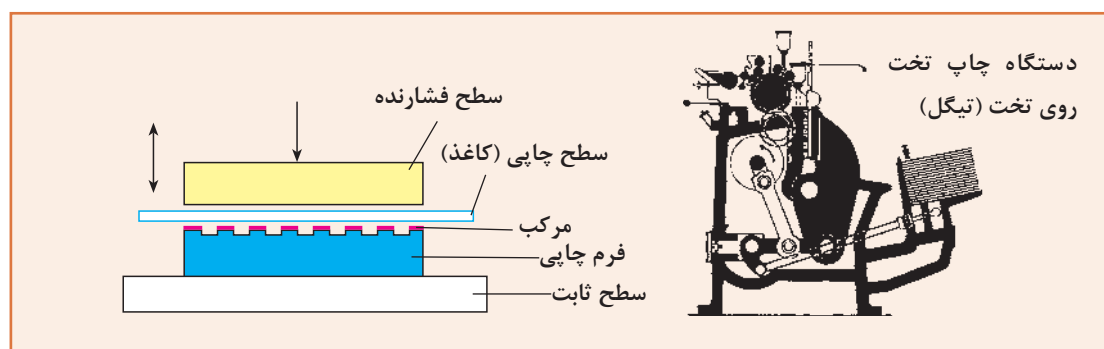 دستگاه چاپ تخت
روی تخت (تیگل)
سطح فشارنده
سطح چاپی (کاغذ)
مرکب
فرم چاپی
سطح ثابت